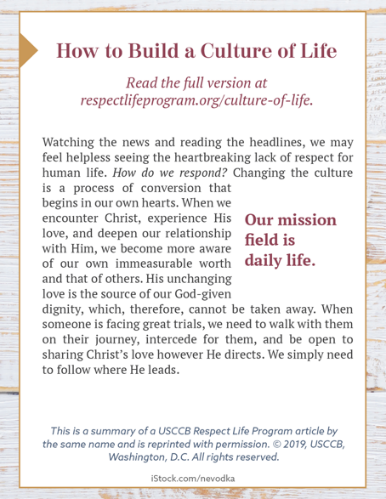 How to Build a Culture of Life
Read the full version at
respectlifeprogram.org/culture-of-life.
Watching the news and reading the headlines, we may
feel helpless seeing the heartbreaking lack of respect for
human life. How do we respond? Changing the culture
is a process of conversion that
begins in our own hearts. When we
encounter Christ, experience His
love, and deepen our relationship
with Him, we become more aware
of our own immeasurable worth
and that of others. His unchanging
love is the source of our God-given
dignity, which, therefore, cannot be taken away. When
someone is facing great trials, we need to walk with them
on their journey, intercede for them, and be open to
sharing Christ's love however He directs. We simply need
to follow where He leads.
Our mission
field is
daily life.
This is a summary of a USCCB Respect Life Program article by
the same name and is reprinted with permission. © 2019, USCCB,
Washington, D.C. All rights reserved.
iStock.com/nevodka